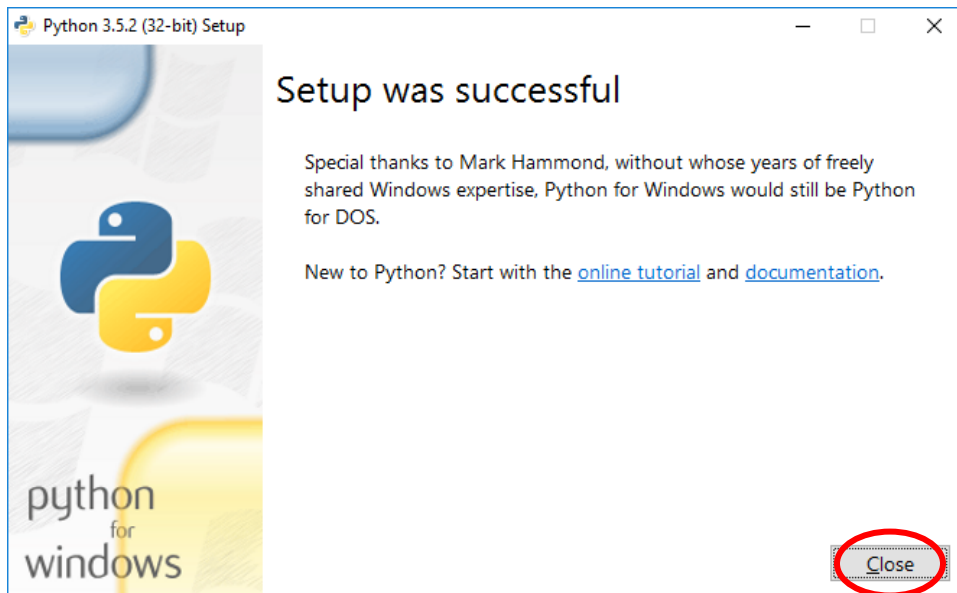 Python 3.5.2 (32-bit) Setup
Setup was successful
Special thanks to Mark Hammond, without whose years of freely
shared Windows expertise, Python for Windows would still be Python
for DOS.
New to Python? Start with the online tutorial and documentation.
python
for
windows
Close